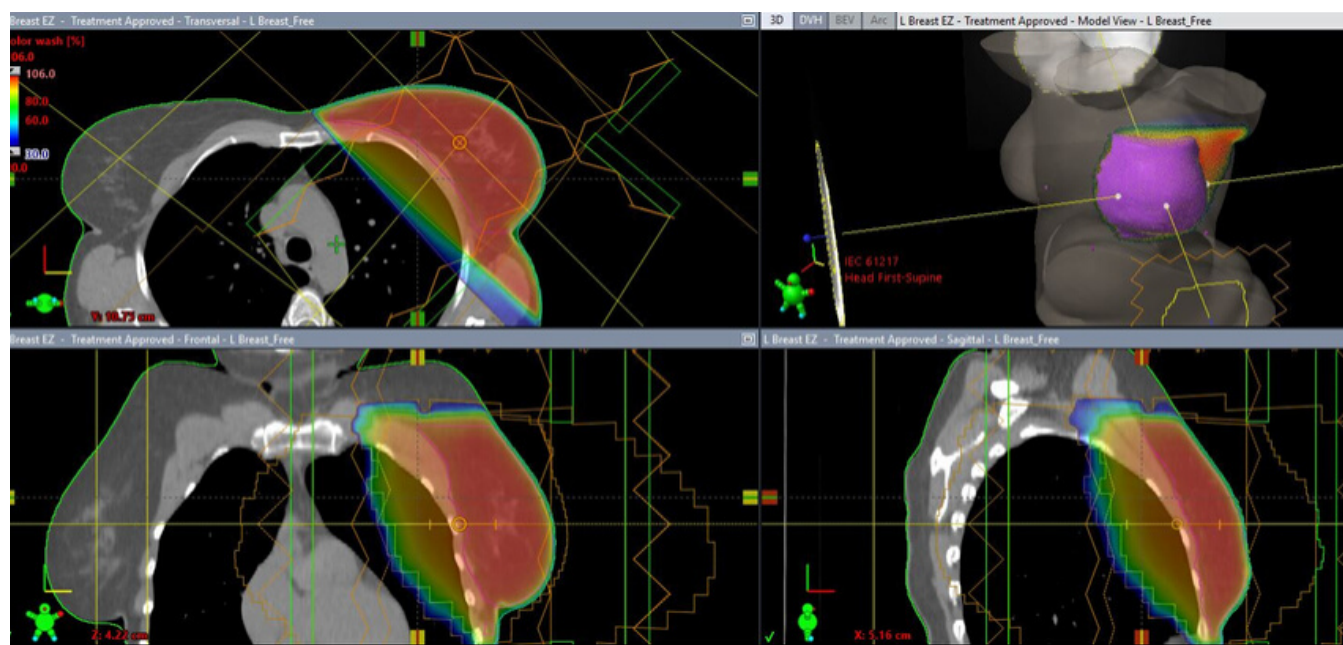 Breast EZ - Treatment Approved - Transversal - L Breast_Free
3D DVH BEV Arc L Breast EZ - Treatment Approved - Model View - L Breast_Free
olor wash [%]
06.0
106.0
80.0
60.0
30.0
0.0
IEC 61217
Head First-Supine
Breast EZ - Treatment Approved - Frontal - L Breast_Free
L Breast EZ - Treatment Approved - Sagittal - L Breast_Free
Z: 4.22 cm
X: 5.16 cm